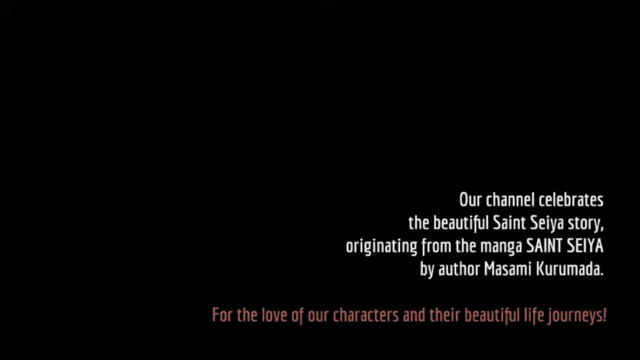 Our channel celebrates
the beautiful Saint Seiya story,
originating from the manga SAINT SEIYA
by author Masami Kurumada.
For the love of our characters and their beautiful life journeys!